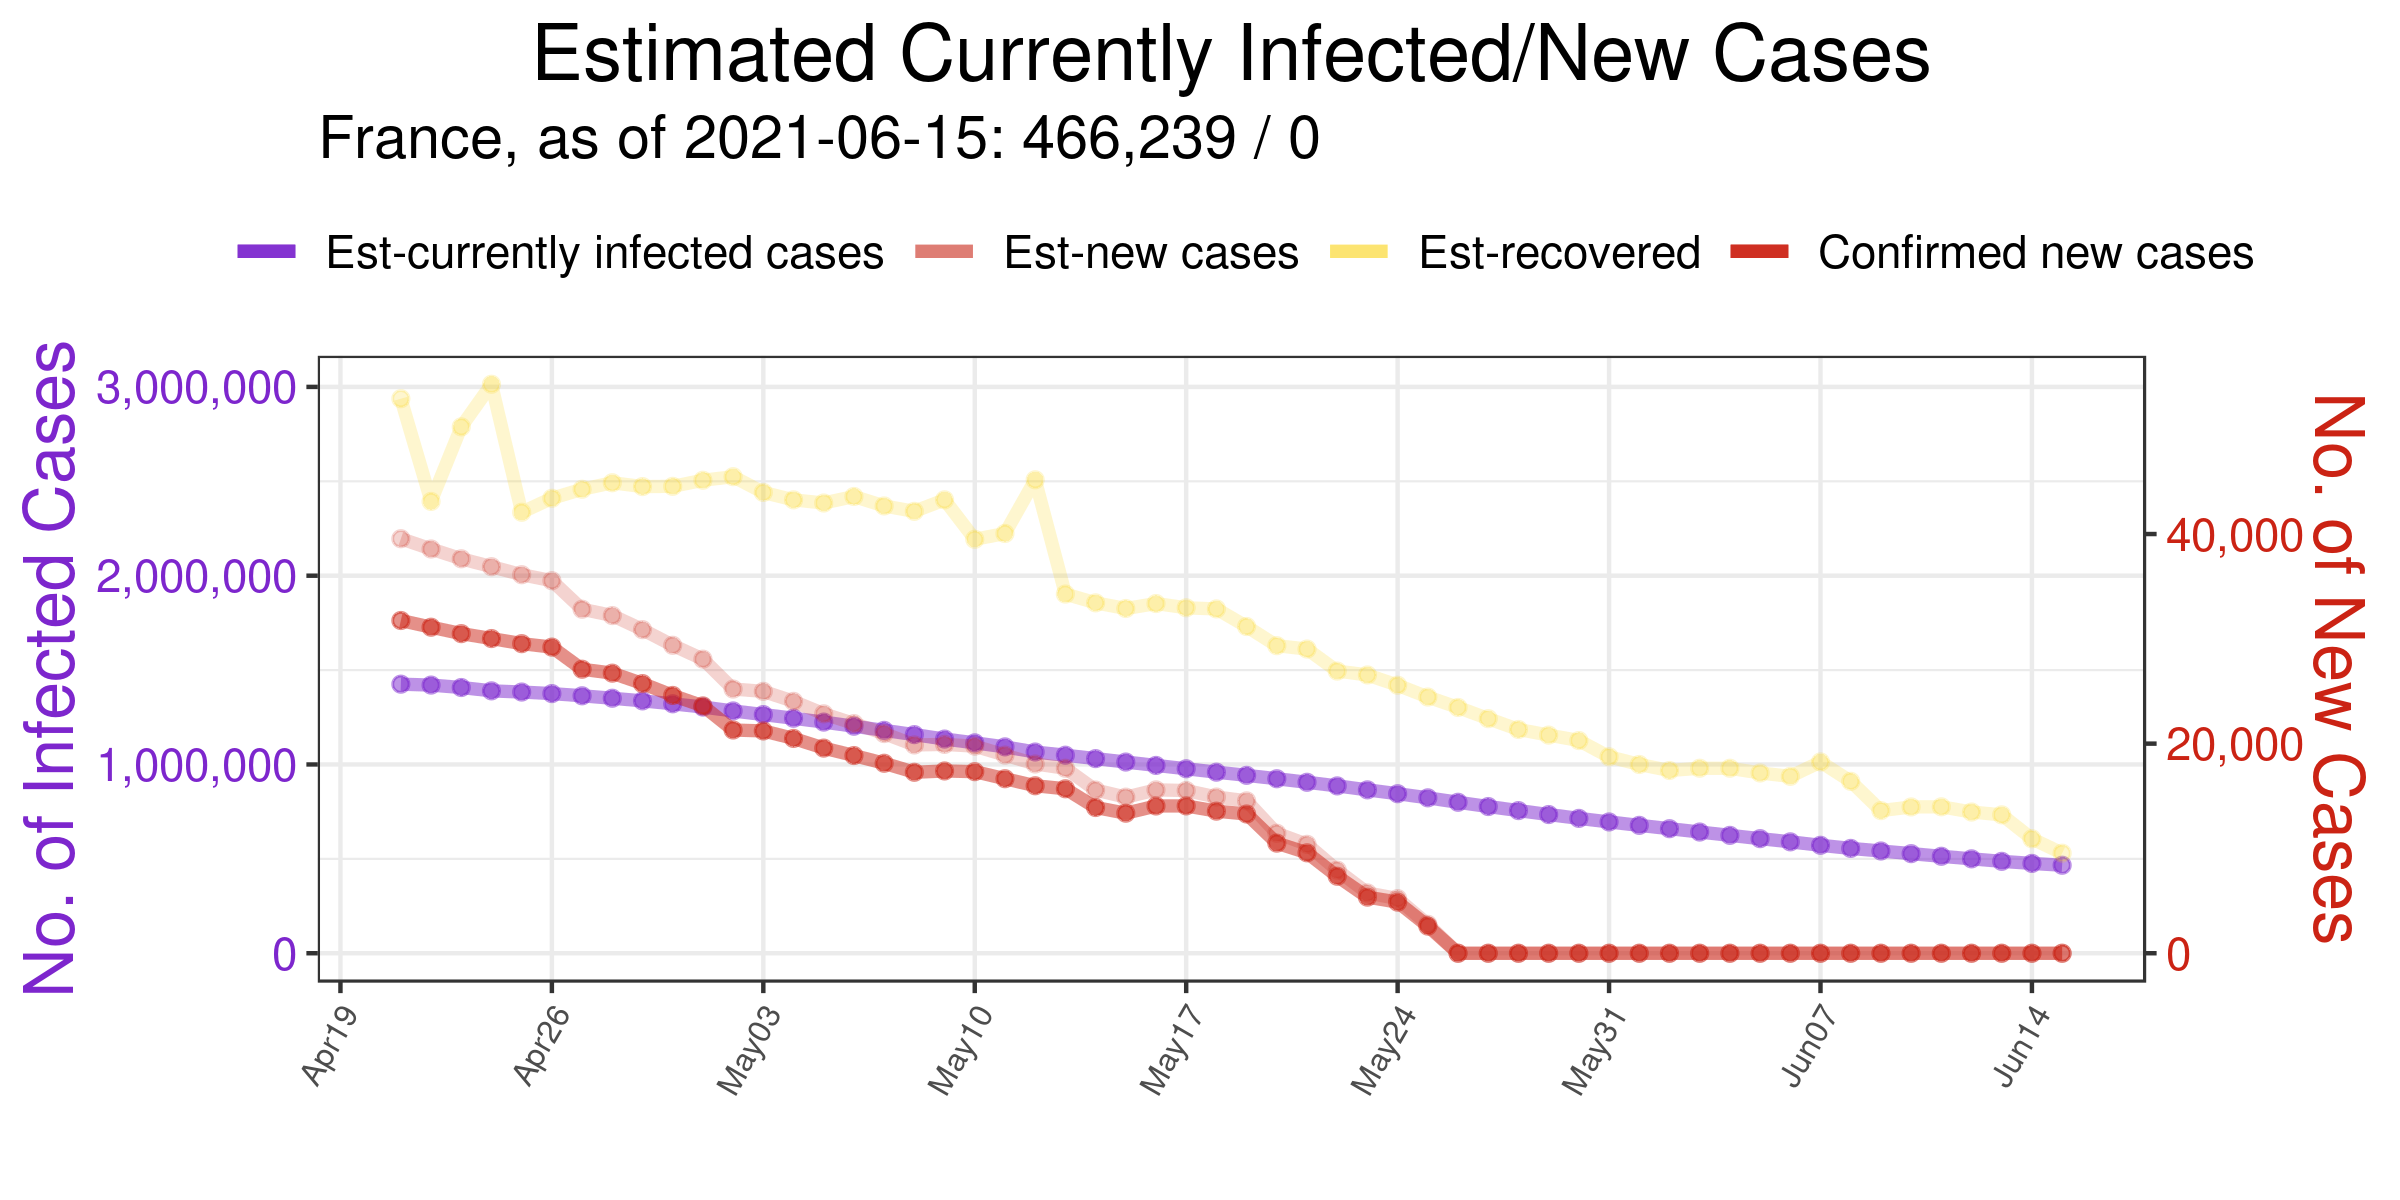 Estimated Currently Infected/New Cases
France, as of 2021-06-15: 466,239 / 0
Est-currently infected cases Est-new cases Est-recovered Confirmed new cases
No. of Infected Cases
3,000,000
2,000,000
1,000,000
0
40,000
20,000
0
No. of New Cases
Apr19 Apr26 May03 May10 May17 May24 May31 Jun07 Jun14